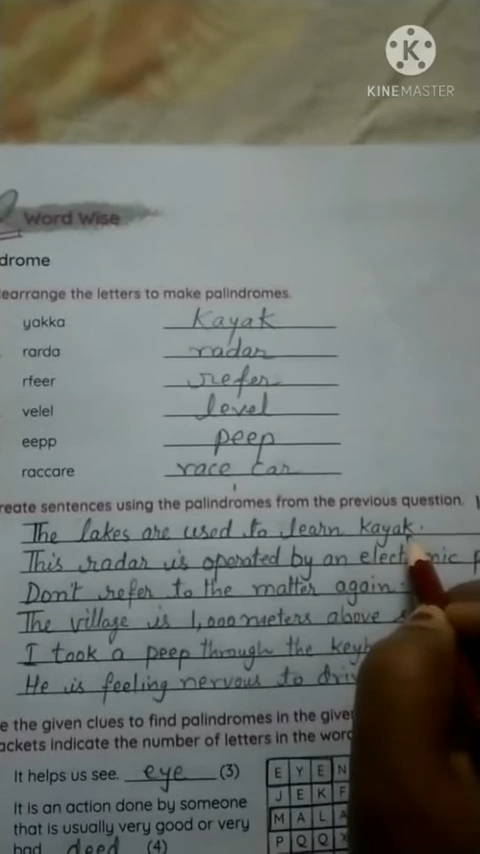 KINEMASTER
Word Wise
drome
earrange the letters to make palindromes.
yakka kayak
rarda radar
rfeer refer
velel level
eepp peep
raccare race car
reate sentences using the palindromes from the previous question.
The lakes are used to learn kayak.
This radar is operated by an electronic p
Don't refer to the matter again
The village is 1,000 meters above
I took a peep through the keyh
He is feeling nervous to driv
e the given clues to find palindromes in the given
ackets indicate the number of letters in the word
It helps us see. eye (3)
It is an action done by someone
that is usually very good or very
bad. deed (4)
E Y E N
J E K F
M A L A
P Q Q X